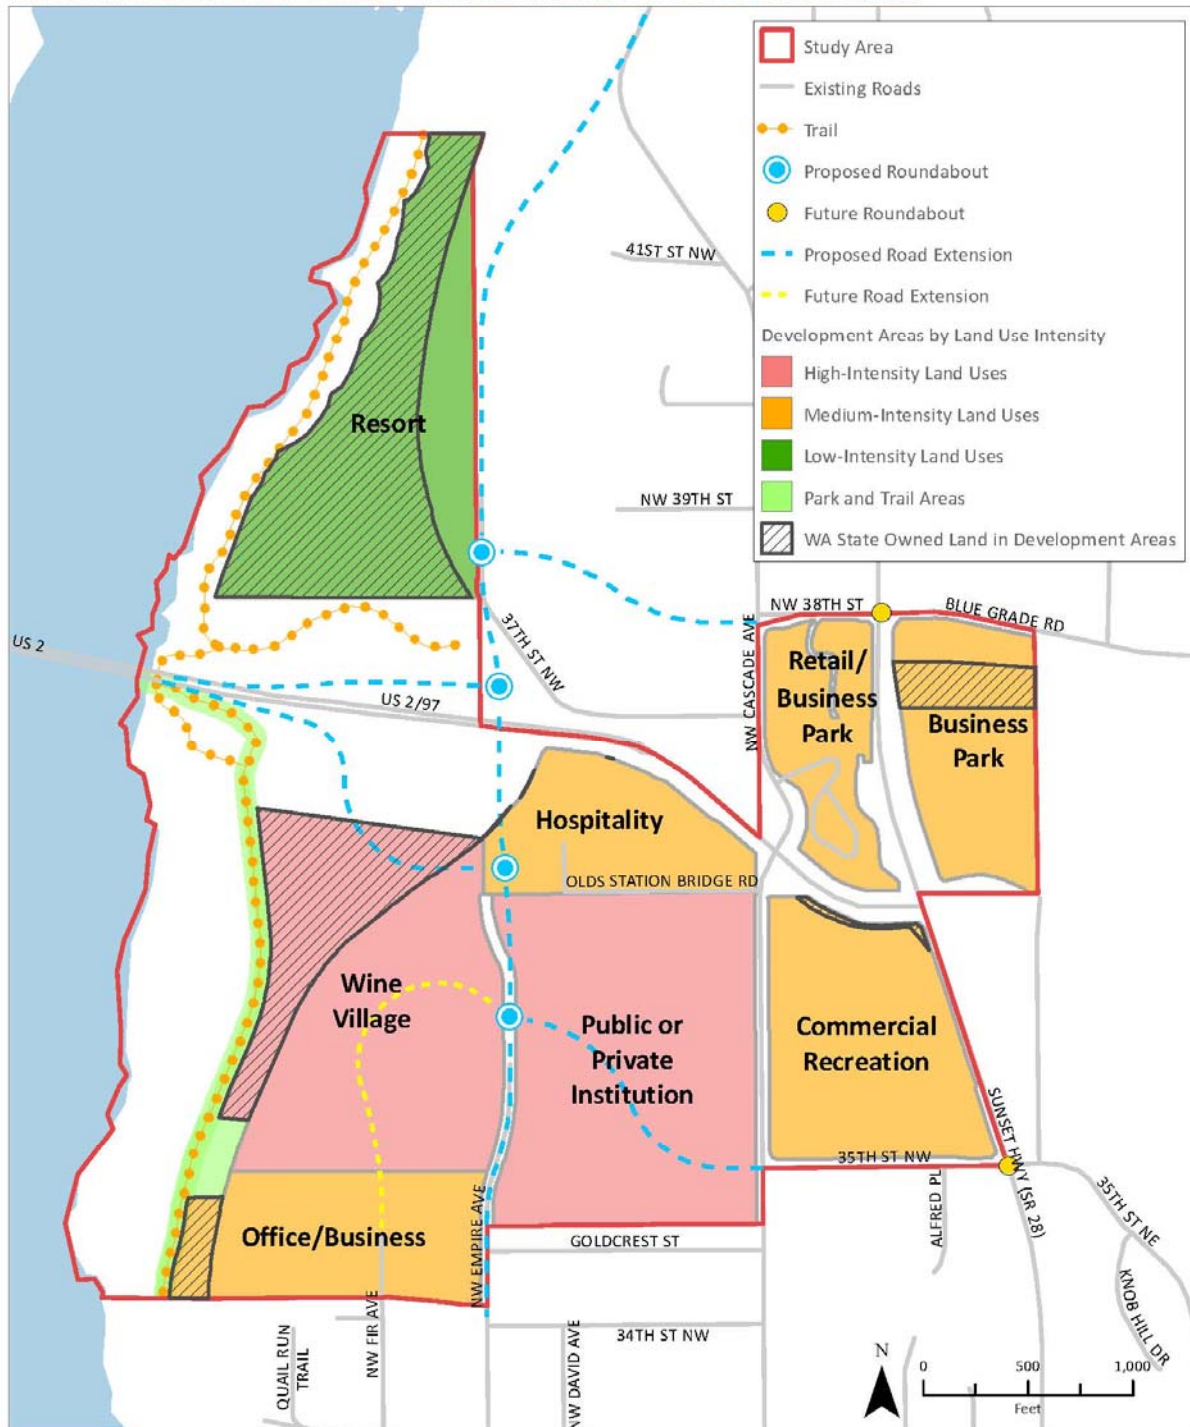 Study Area
Existing Roads
Trail
Proposed Roundabout
Future Roundabout
Proposed Road Extension
Future Road Extension
Development Areas by Land Use Intensity
High-Intensity Land Uses
Medium-Intensity Land Uses
Low-Intensity Land Uses
Park and Trail Areas
WA State Owned Land in Development Areas
41ST ST NW
Resort
NW 39TH ST
NW 38TH ST
BLUE GRADE RD
37TH ST NW
US 2
US 2/97
NW CASCADE AVE
Retail/
Business
Park
Business
Park
Hospitality
OLDS STATION BRIDGE RD
Wine
Village
Public or
Private
Institution
Commercial
Recreation
SUNSET HWY (SR 28)
35TH ST NW
35TH ST NE
ALFRED PL
Office/Business
NW EMPIRE AVE
GOLDCREST ST
KNOB HILL DR
34TH ST NW
NW FIR AVE
QUAIL RUN
TRAIL
NW DAVID AVE
N
0
500
1,000
Feet